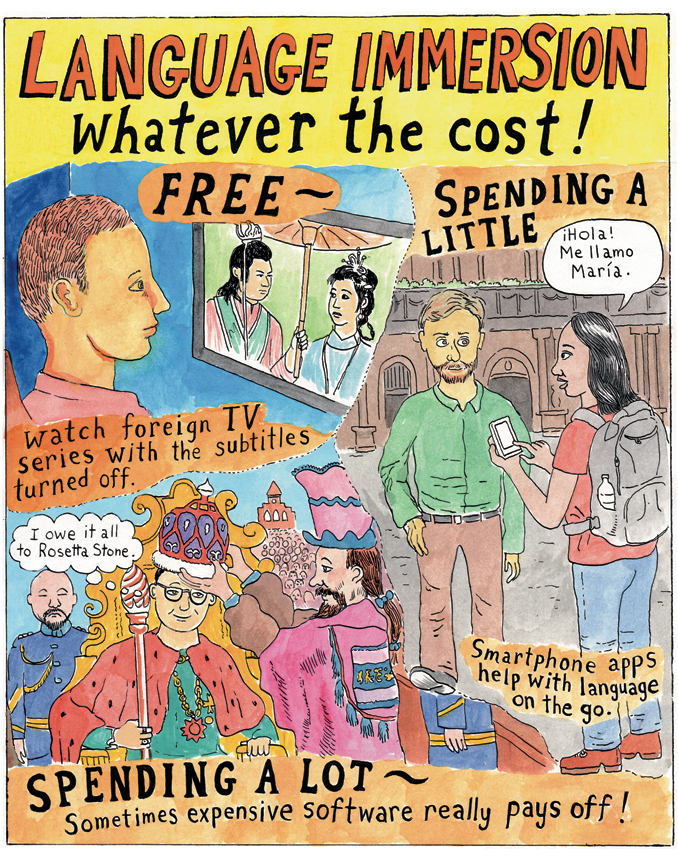 LANGUAGE IMMERSION
Whatever the cost!
FREE ~
SPENDING A
LITTLE
¡Hola!
Me llamo
María.
Watch foreign TV
series with the subtitles
turned off.
I owe it all
to Rosetta Stone.
Smartphone apps
help with language
on the go.
SPENDING A LOT ~
Sometimes expensive software really pays off!